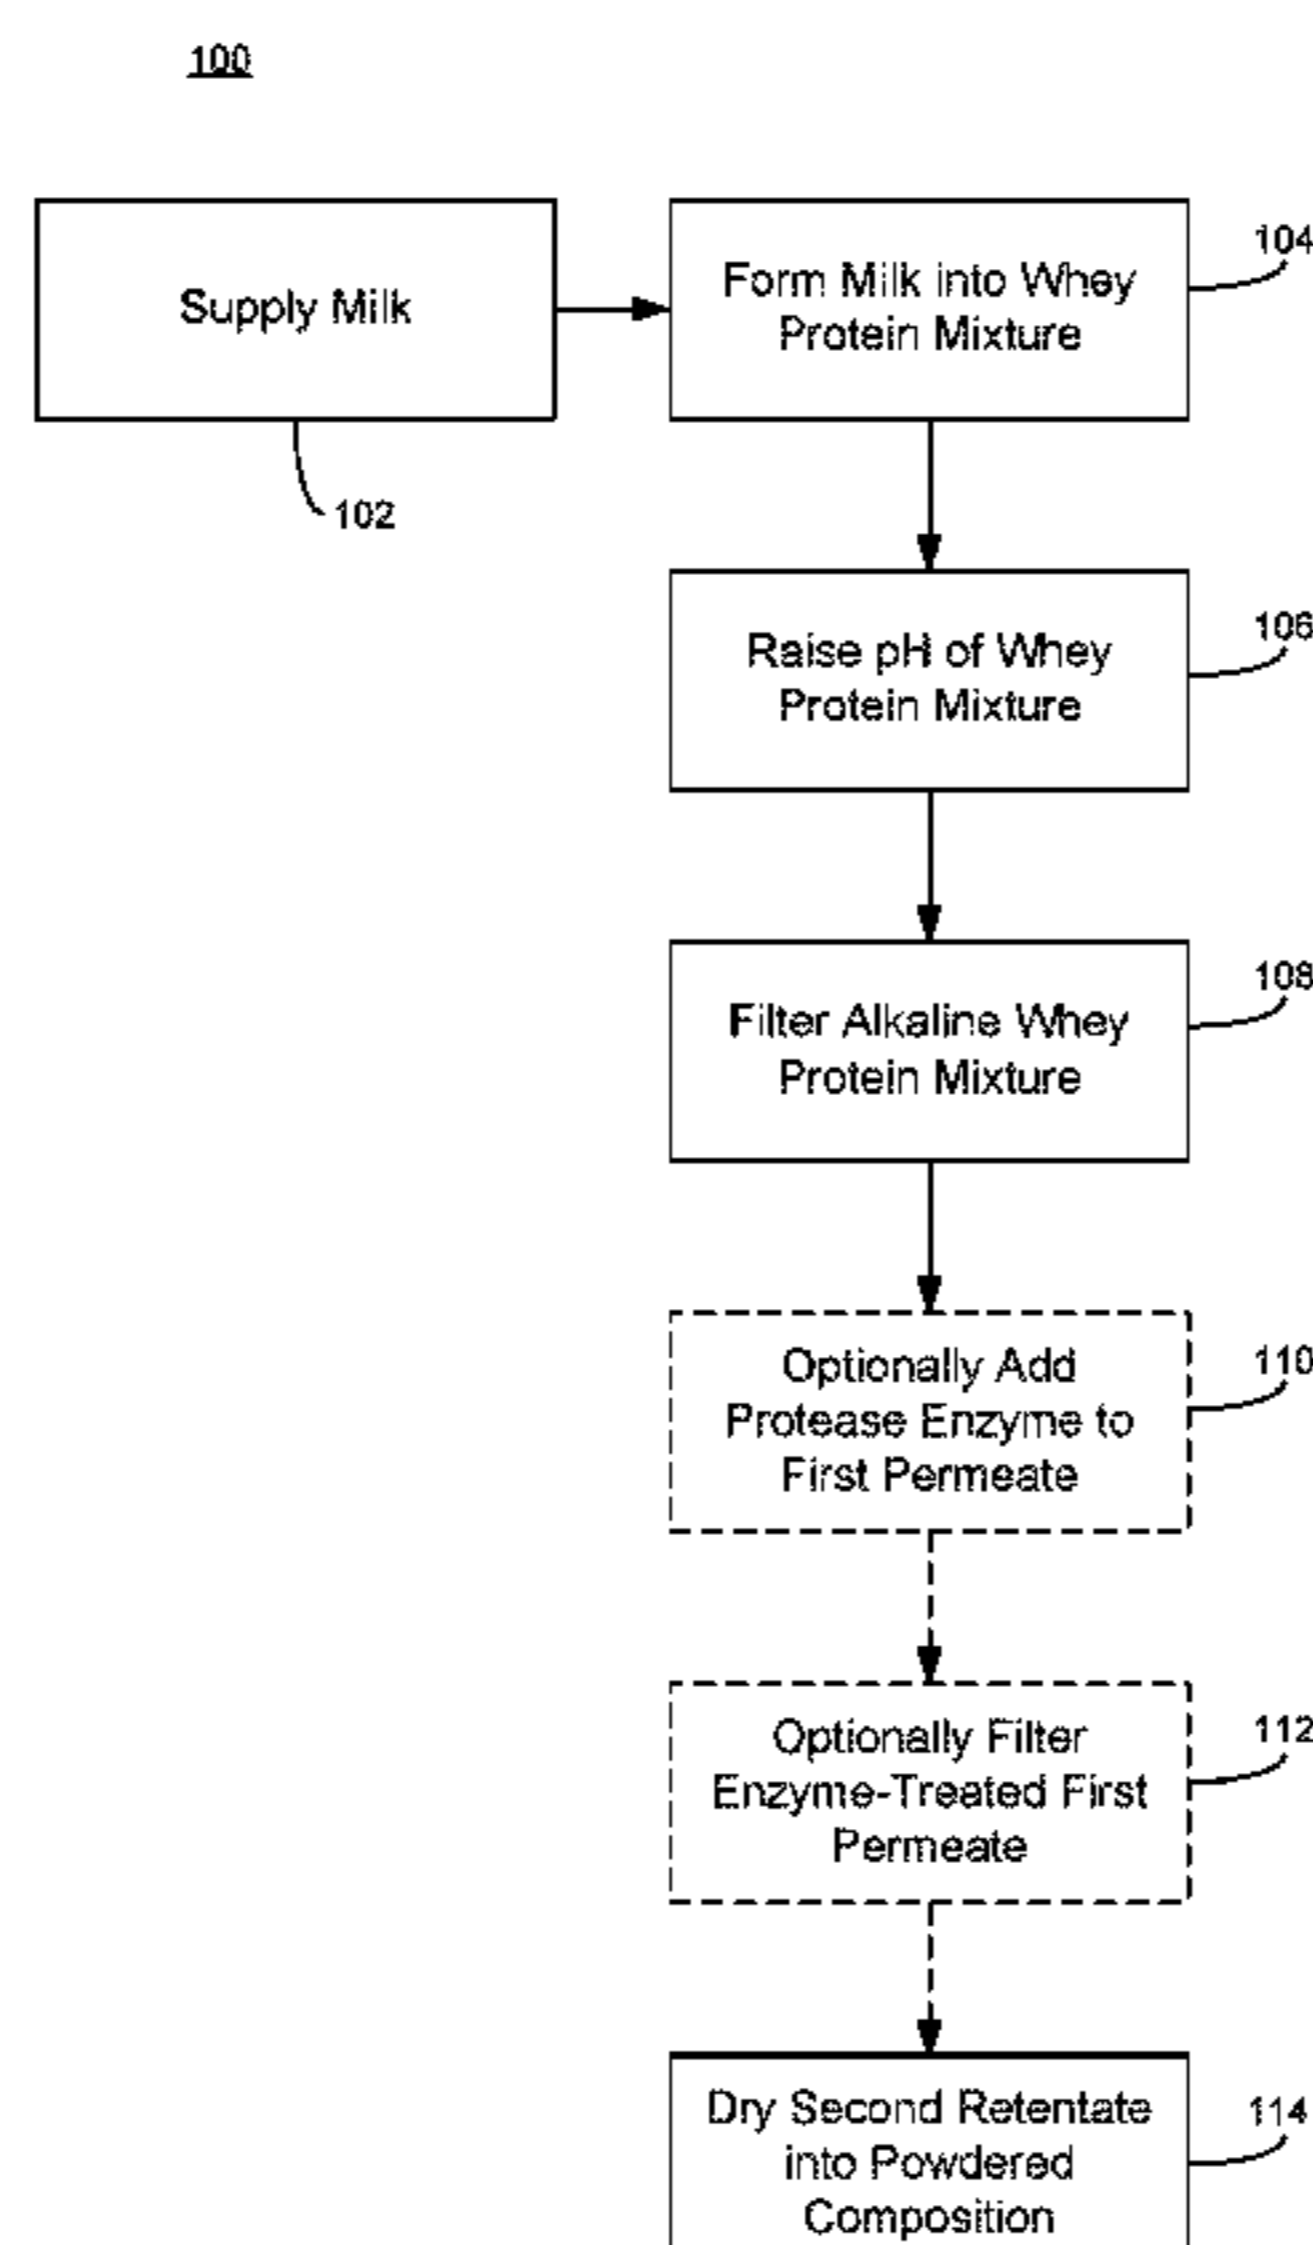 100
Supply Milk
102
Form Milk into Whey
Protein Mixture
104
Raise pH of Whey
Protein Mixture
106
Filter Alkaline Whey
Protein Mixture
108
Optionally Add
Protease Enzyme to
First Permeate
110
Optionally Filter
Enzyme-Treated First
Permeate
112
Dry Second Retentate
into Powdered
Composition
114